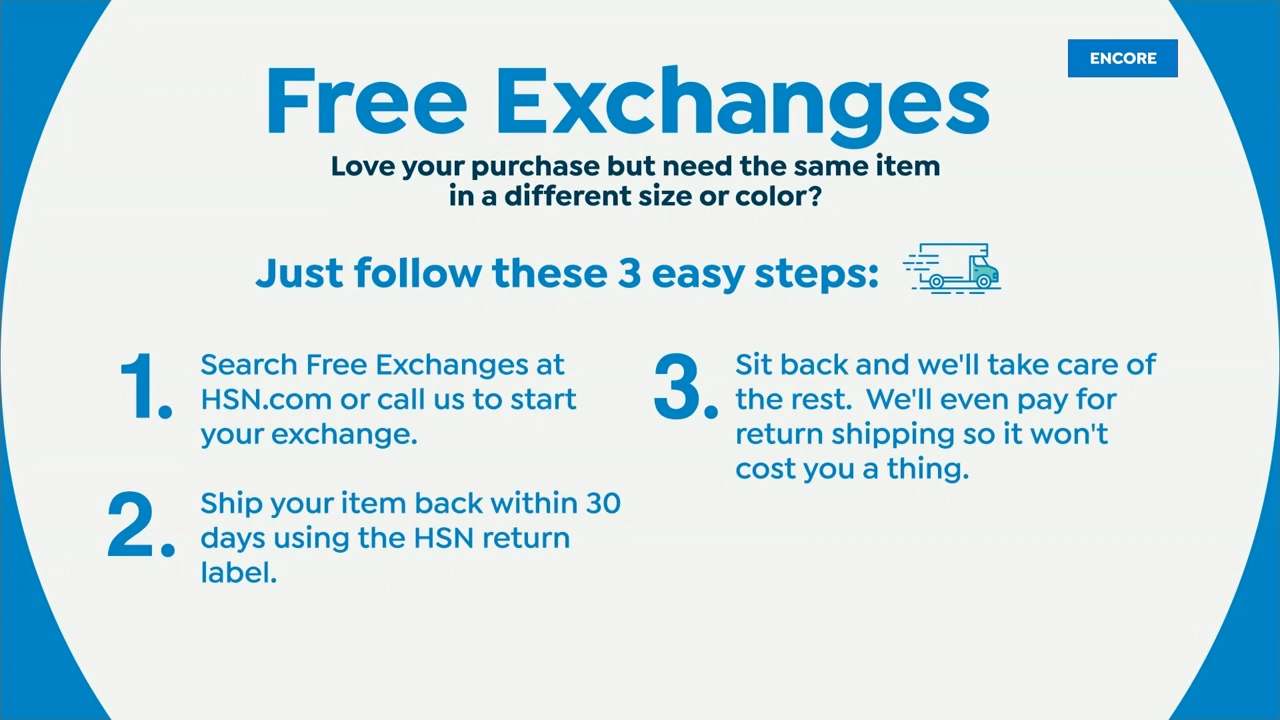 ENCORE
Free Exchanges
Love your purchase but need the same item
in a different size or color?
Just follow these 3 easy steps:
1. Search Free Exchanges at
HSN.com or call us to start
your exchange.
2. Ship your item back within 30
days using the HSN return
label.
3. Sit back and we'll take care of
the rest.  We'll even pay for
return shipping so it won't
cost you a thing.